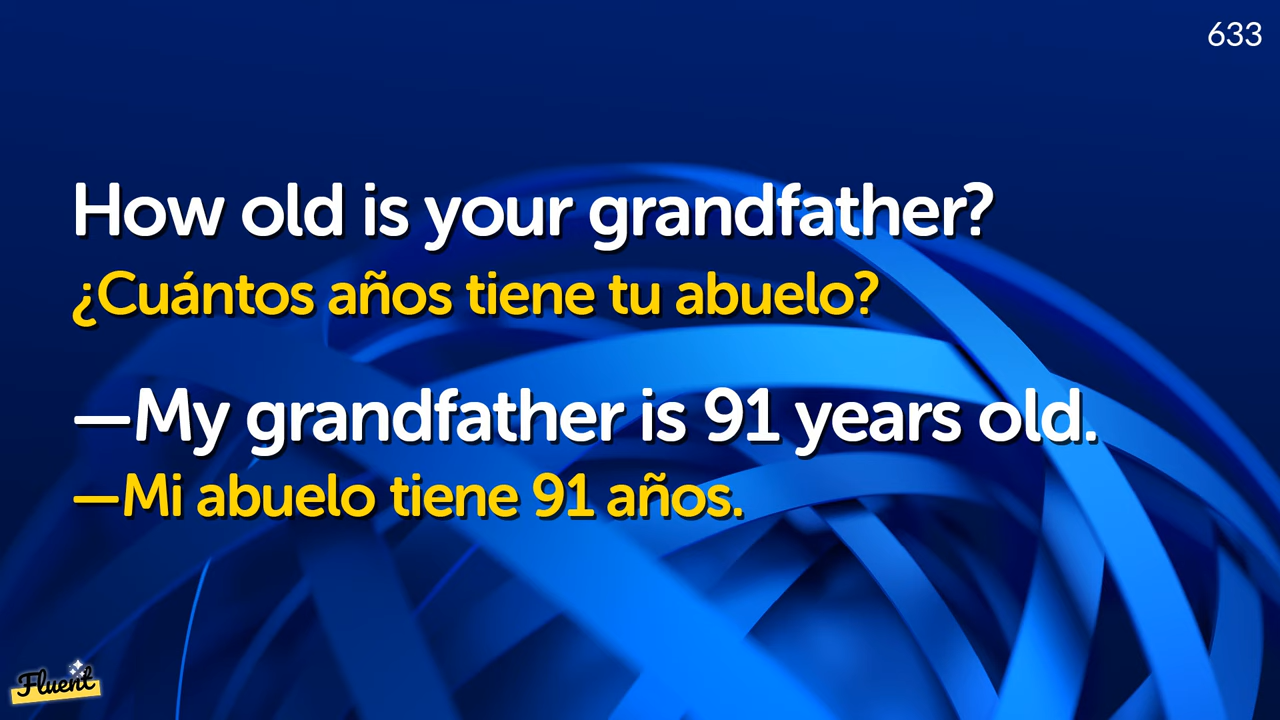 633
How old is your grandfather?
¿Cuántos años tiene tu abuelo?
—My grandfather is 91 years old.
—Mi abuelo tiene 91 años.
Fluent